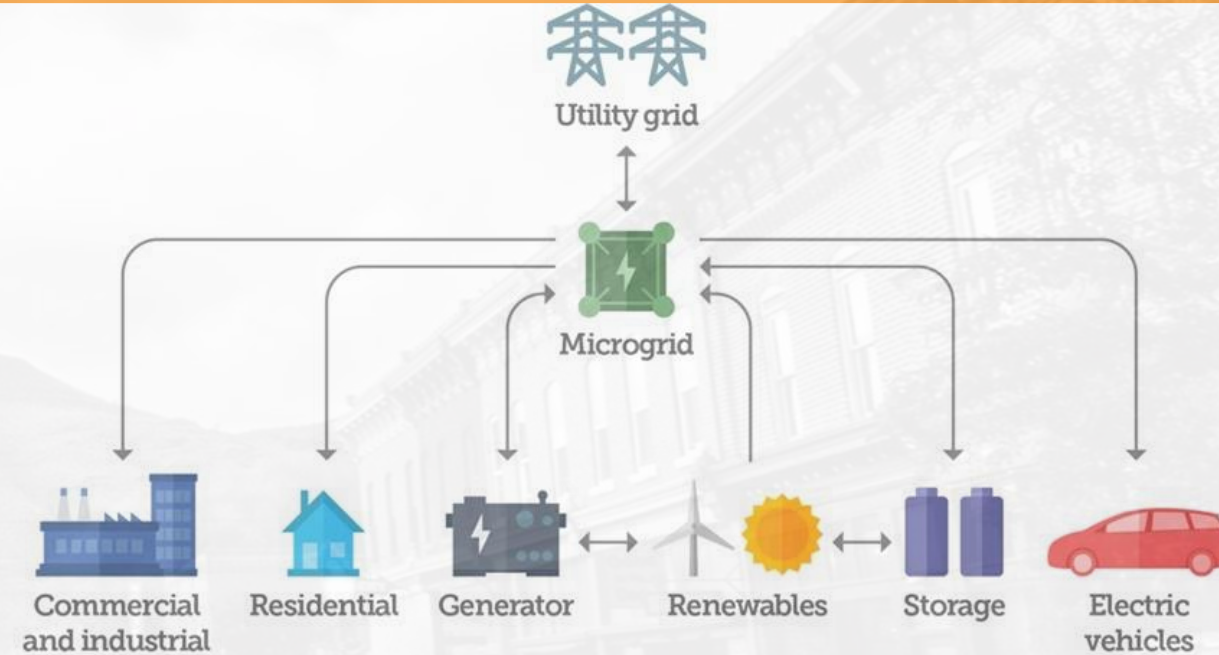 Utility grid
Microgrid
Commercial
and industrial
Residential
Generator
Renewables
Storage
Electric
vehicles